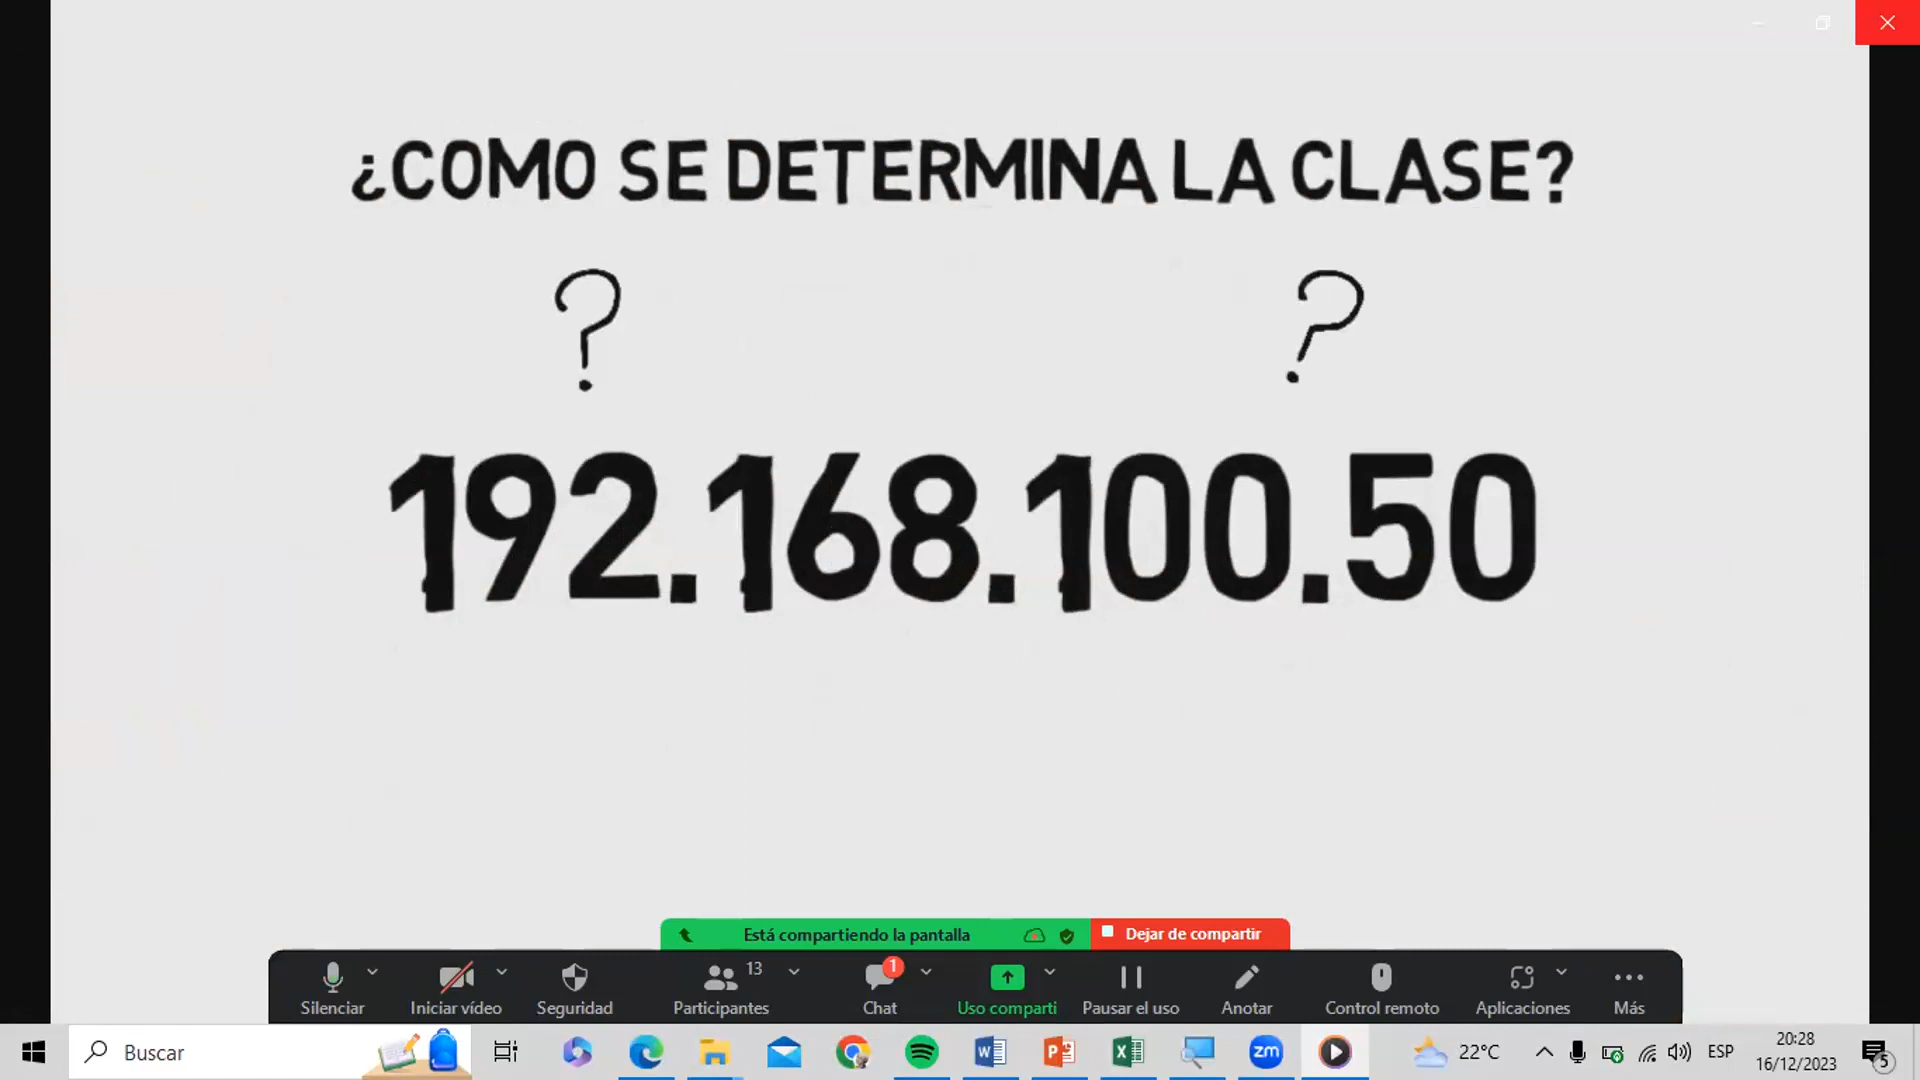 ¿COMO SE DETERMINA LA CLASE?
? ?
192.168.100.50
Está compartiendo la pantalla Dejar de compartir
13 1
Silenciar Iniciar vídeo Seguridad Participantes Chat Uso comparti Pausar el uso Anotar Control remoto Aplicaciones Más
Buscar zm 22°C ESP 20:28
16/12/2023 5